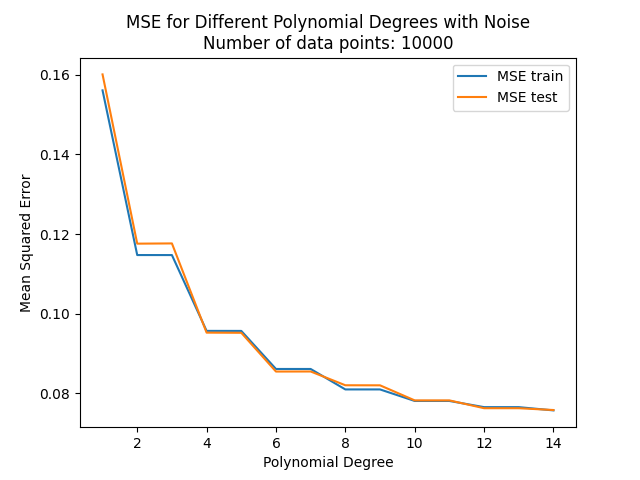 MSE for Different Polynomial Degrees with Noise
Number of data points: 10000
MSE train
MSE test
Mean Squared Error
0.16
0.14
0.12
0.10
0.08
2 4 6 8 10 12 14
Polynomial Degree